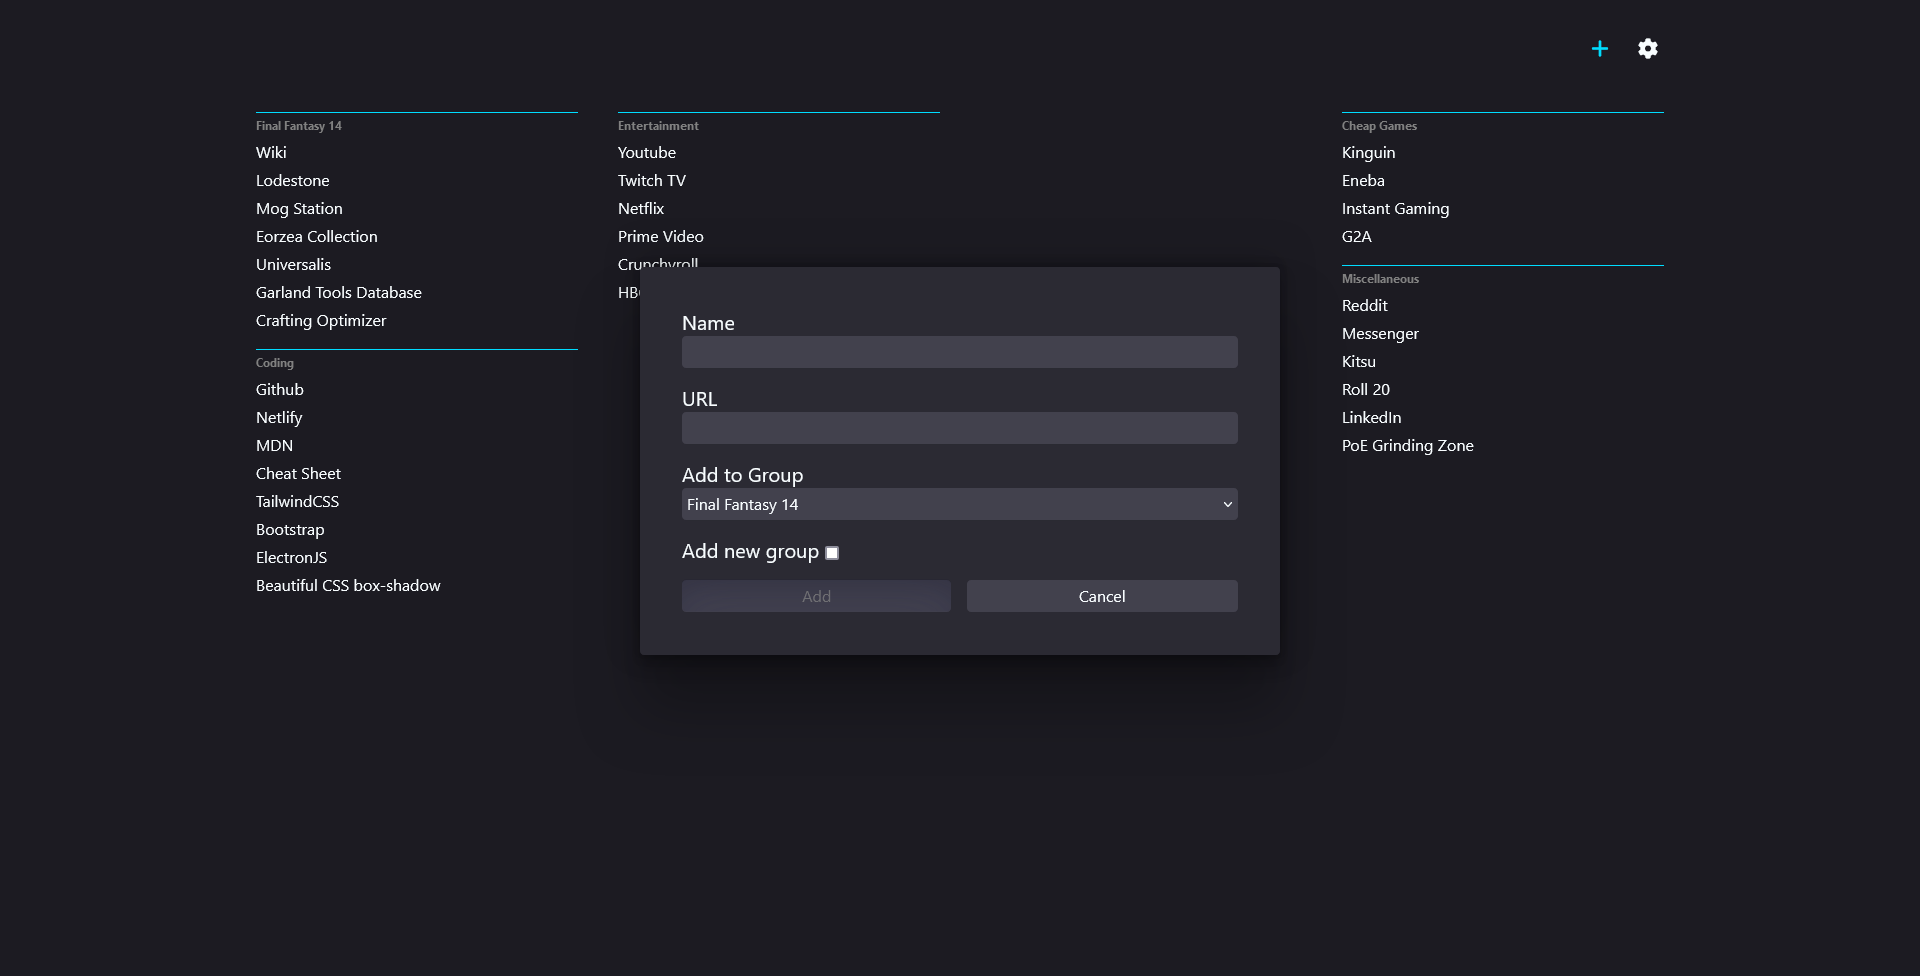 Final Fantasy 14
Wiki
Lodestone
Mog Station
Eorzea Collection
Universalis
Garland Tools Database
Crafting Optimizer
Coding
Github
Netlify
MDN
Cheat Sheet
TailwindCSS
Bootstrap
ElectronJS
Beautiful CSS box-shadow
Entertainment
Youtube
Twitch TV
Netflix
Prime Video
Crunchyroll
Name
URL
Add to Group
Final Fantasy 14
Add new group
Add
Cancel
Cheap Games
Kinguin
Eneba
Instant Gaming
G2A
Miscellaneous
Reddit
Messenger
Kitsu
Roll 20
LinkedIn
PoE Grinding Zone